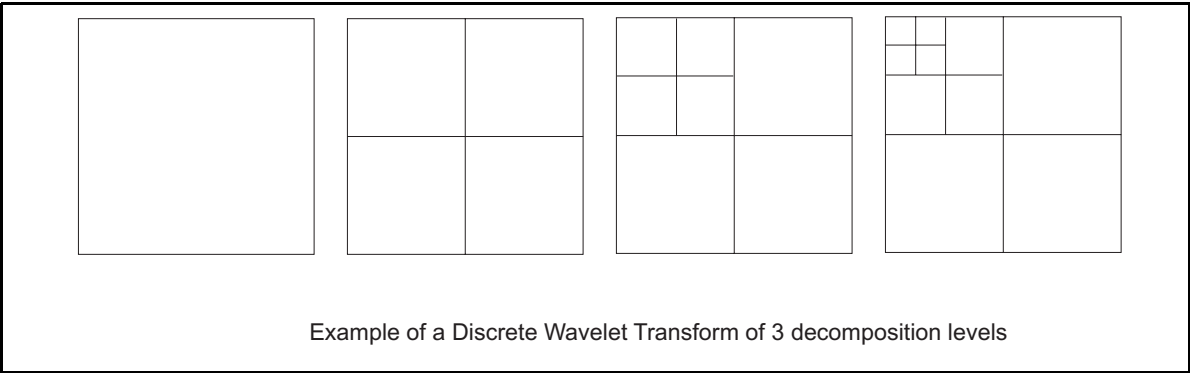 Example of a Discrete Wavelet Transform of 3 decomposition levels